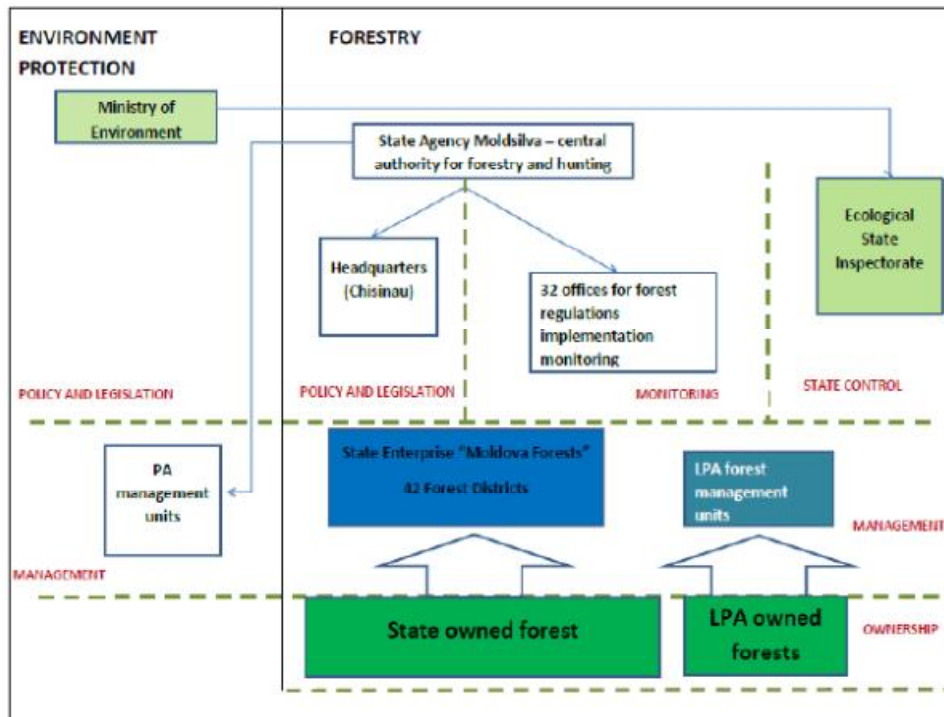 ENVIRONMENT
PROTECTION
FORESTRY
Ministry of
Environment
State Agency Moldsilva – central
authority for forestry and hunting
Ecological
State
Inspectorate
Headquarters
(Chisinau)
32 offices for forest
regulations
implementation
monitoring
POLICY AND LEGISLATION
POLICY AND LEGISLATION
MONITORING
STATE CONTROL
PA
management
units
State Enterprise "Moldova Forests"
42 Forest Districts
LPA forest
management
units
MANAGEMENT
MANAGEMENT
State owned forest
LPA owned
forests
OWNERSHIP